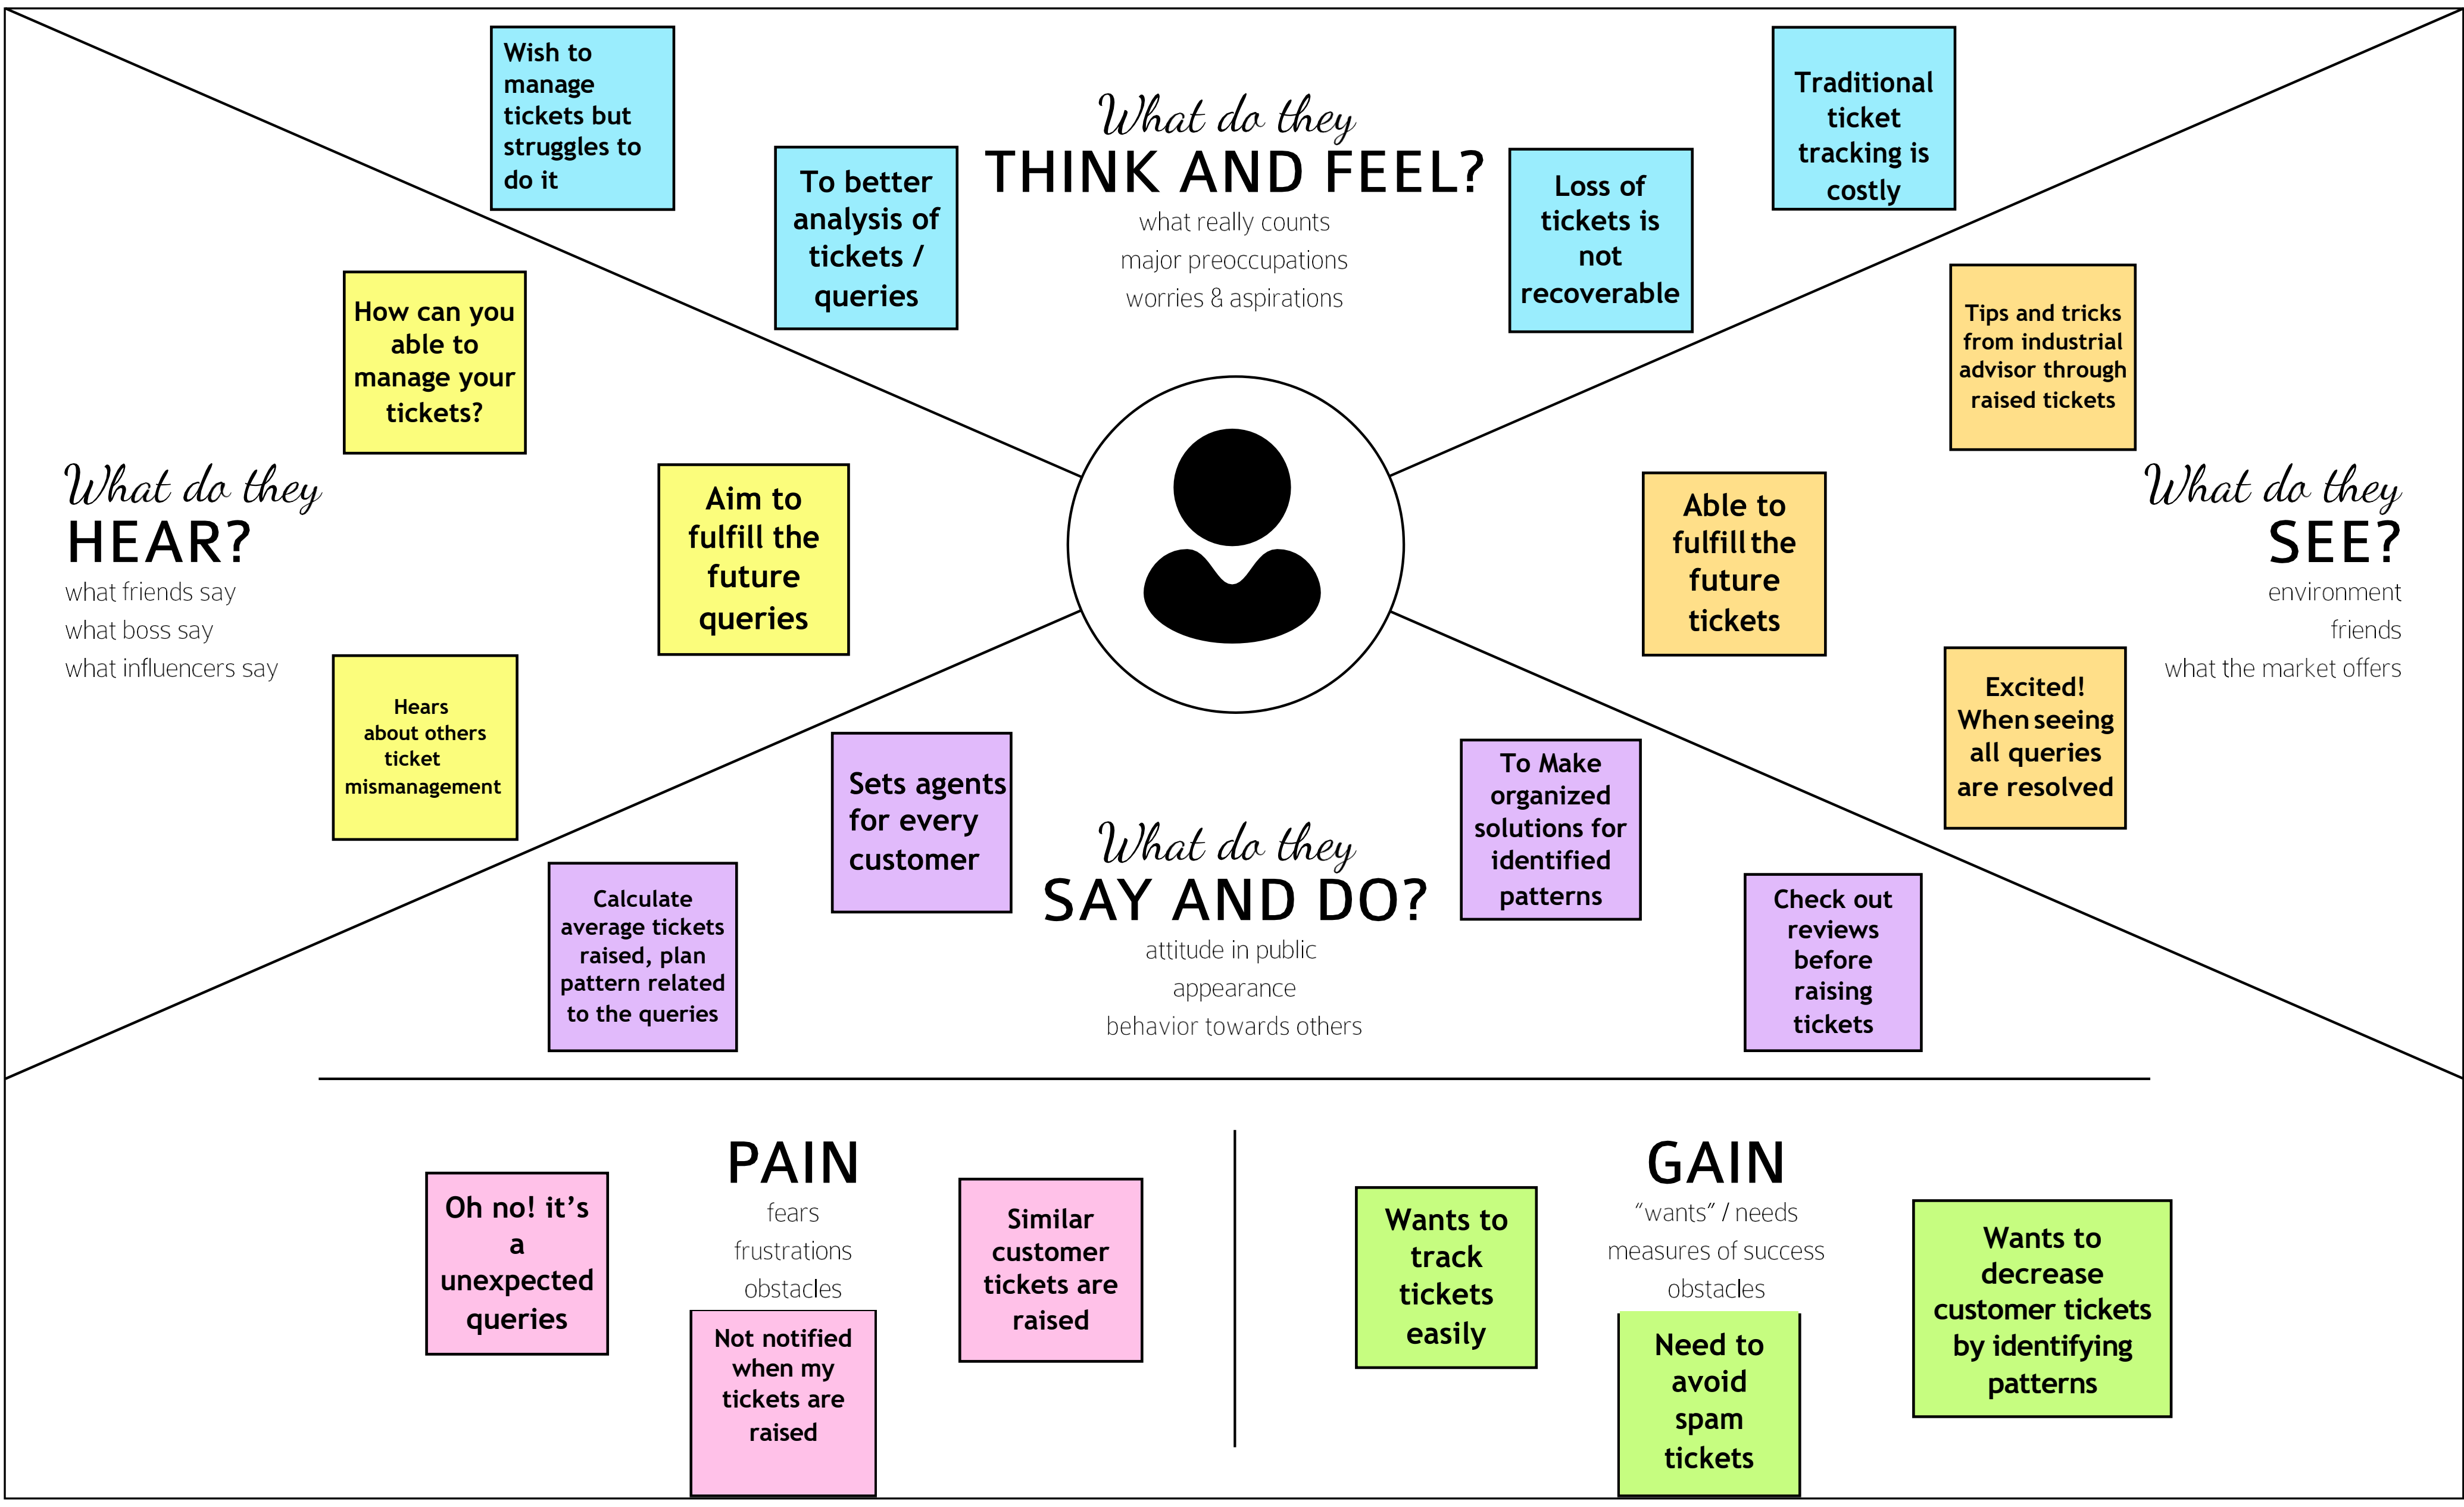 Wish to
manage
tickets but
struggles to
do it
To better
analysis of
tickets /
queries
What do they
THINK AND FEEL?
what really counts
major preoccupations
worries & aspirations
Loss of
tickets is
not
recoverable
Traditional
ticket
tracking is
costly
How can you
able to
manage your
tickets?
What do they
HEAR?
what friends say
what boss say
what influencers say
Aim to
fulfill the
future
queries
Hears
about others
ticket
mismanagement
Tips and tricks
from industrial
advisor through
raised tickets
Able to
fulfill the
future
tickets
What do they
SEE?
environment
friends
what the market offers
Excited!
When seeing
all queries
are resolved
Calculate
average tickets
raised, plan
pattern related
to the queries
Sets agents
for every
customer
What do they
SAY AND DO?
attitude in public
appearance
behavior towards others
To Make
organized
solutions for
identified
patterns
Check out
reviews
before
raising
tickets
Oh no! it’s
a
unexpected
queries
PAIN
fears
frustrations
obstacles
Not notified
when my
tickets are
raised
Similar
customer
tickets are
raised
Wants to
track
tickets
easily
GAIN
“wants” / needs
measures of success
obstacles
Need to
avoid
spam
tickets
Wants to
decrease
customer tickets
by identifying
patterns